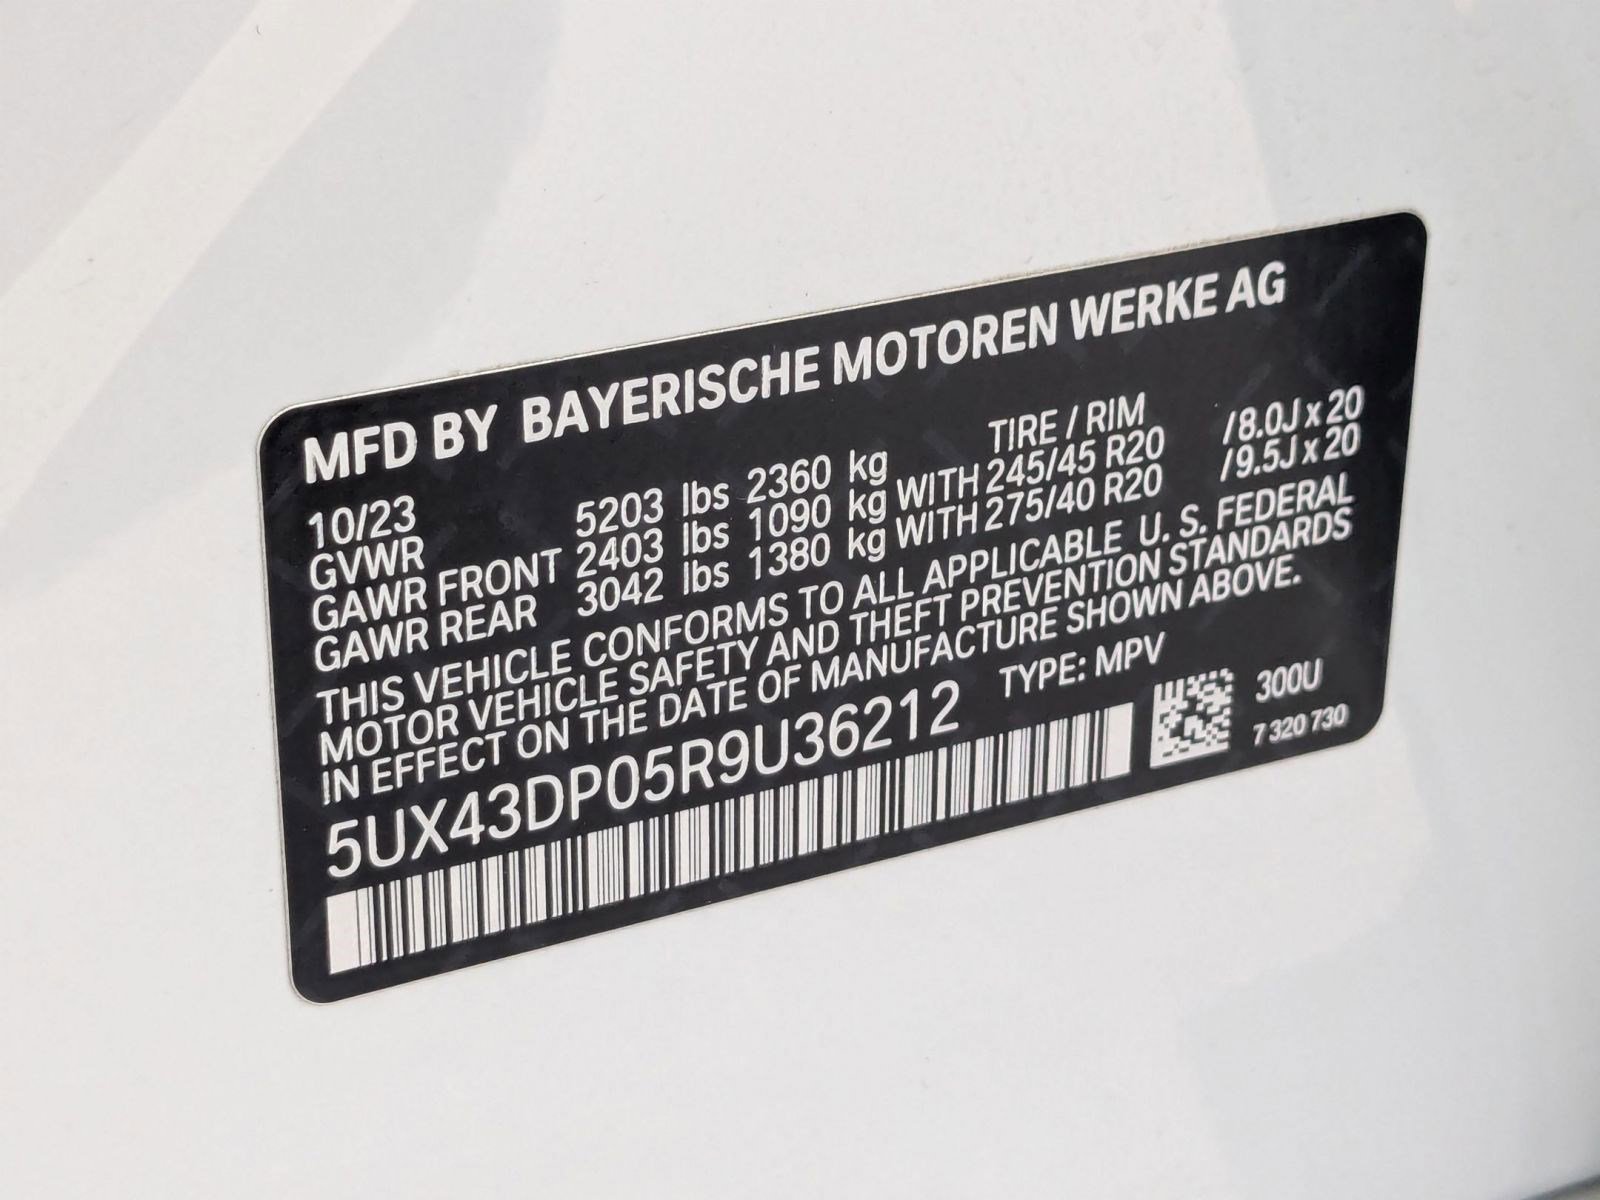 MFD BY BAYERISCHE MOTOREN WERKE AG
10/23 TIRE / RIM
GVWR 5203 lbs 2360 kg
GAWR FRONT 2403 lbs 1090 kg WITH 245/45 R20 /8.0J x 20
GAWR REAR 3042 lbs 1380 kg WITH 275/40 R20 /9.5J x 20
THIS VEHICLE CONFORMS TO ALL APPLICABLE U. S. FEDERAL
MOTOR VEHICLE SAFETY AND THEFT PREVENTION STANDARDS
IN EFFECT ON THE DATE OF MANUFACTURE SHOWN ABOVE.
5UX43DP05R9U36212 TYPE: MPV
300U
7 320 730